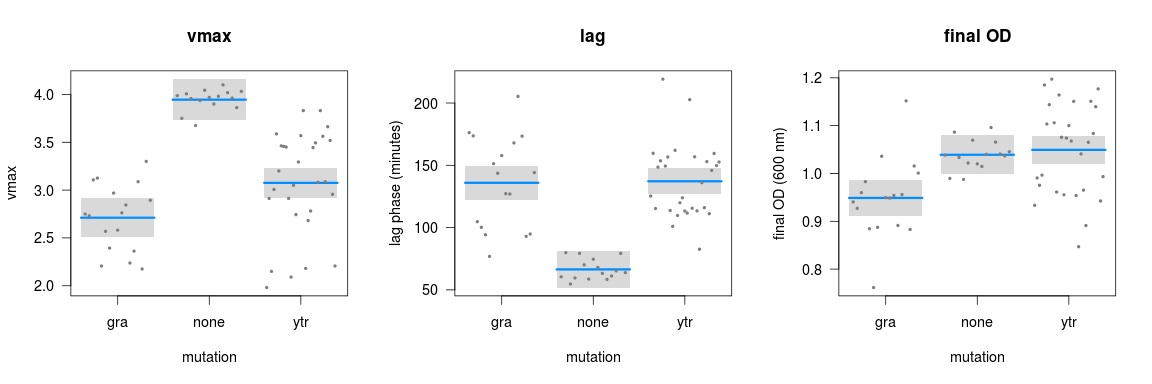 vmax
vmax
4.0
3.5
3.0
2.5
2.0
gra none ytr
mutation
lag
lag phase (minutes)
200
150
100
50
gra none ytr
mutation
final OD
final OD (600 nm)
1.2
1.1
1.0
0.9
0.8
gra none ytr
mutation